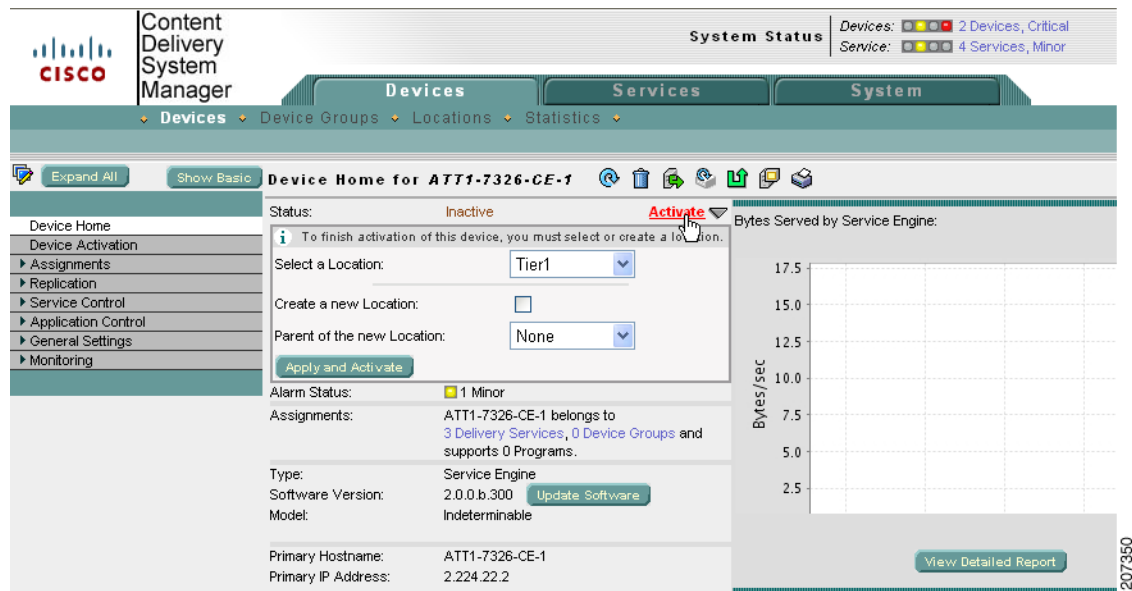 Content
Delivery
System
Manager
CISCO
System Status
Devices: 2 Devices, Critical
Service: 4 Services, Minor
Devices Services System
Devices Device Groups Locations Statistics
Expand All Show Basic
Device Home for ATT1-7326-CE-1
Device Home
Device Activation
Assignments
Replication
Service Control
Application Control
General Settings
Monitoring
Status: Inactive Activate
i To finish activation of this device, you must select or create a location.
Select a Location: Tier1
Create a new Location:
Parent of the new Location: None
Apply and Activate
Alarm Status: 1 Minor
Assignments: ATT1-7326-CE-1 belongs to
3 Delivery Services, 0 Device Groups and
supports 0 Programs.
Type: Service Engine
Software Version: 2.0.0.b.300 Update Software
Model: Indeterminable
Primary Hostname: ATT1-7326-CE-1
Primary IP Address: 2.224.22.2
Bytes Served by Service Engine:
17.5
15.0
12.5
10.0
7.5
5.0
2.5
Bytes/sec
View Detailed Report
207350